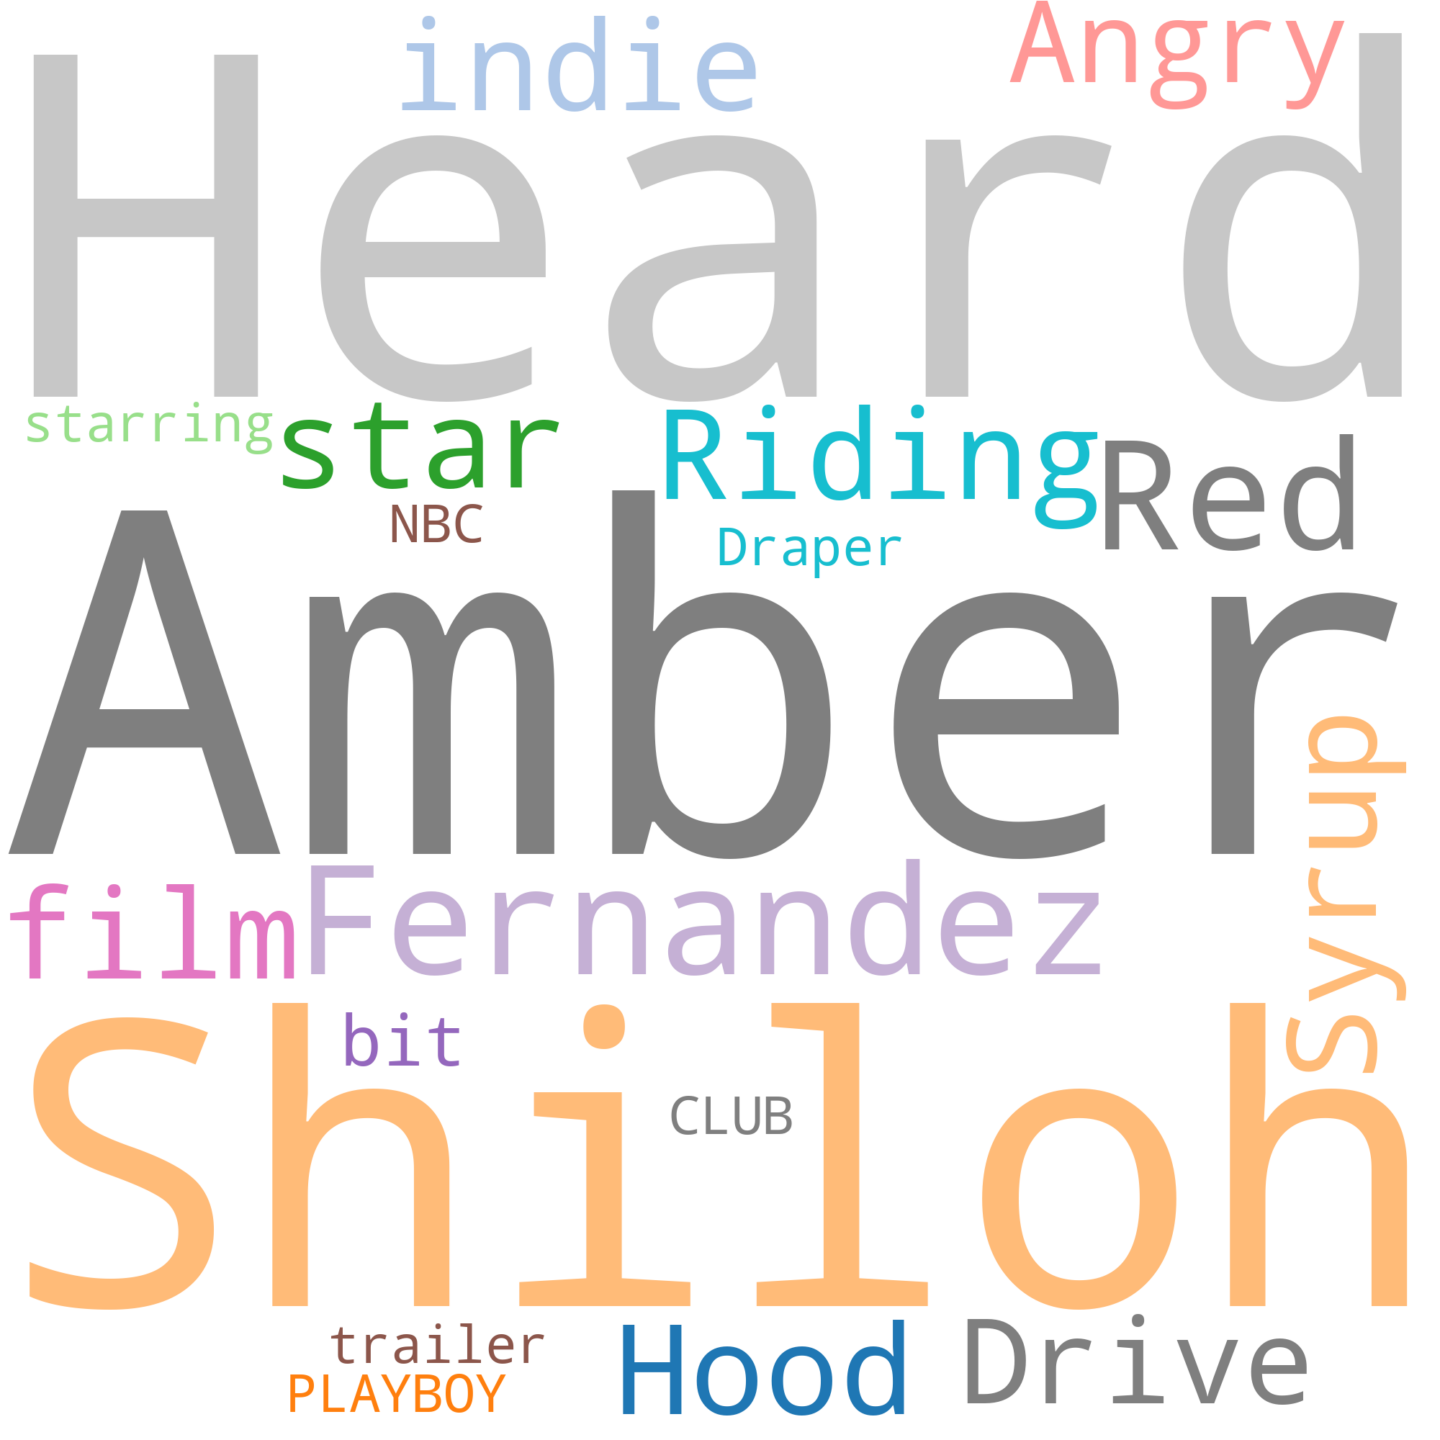 indie
Angry
Heard
starring
star
Riding
Red
NBC
Draper
Amber
Syrup
film
Fernandez
bit
Shiloh
CLUB
trailer
Hood
Drive
PLAYBOY